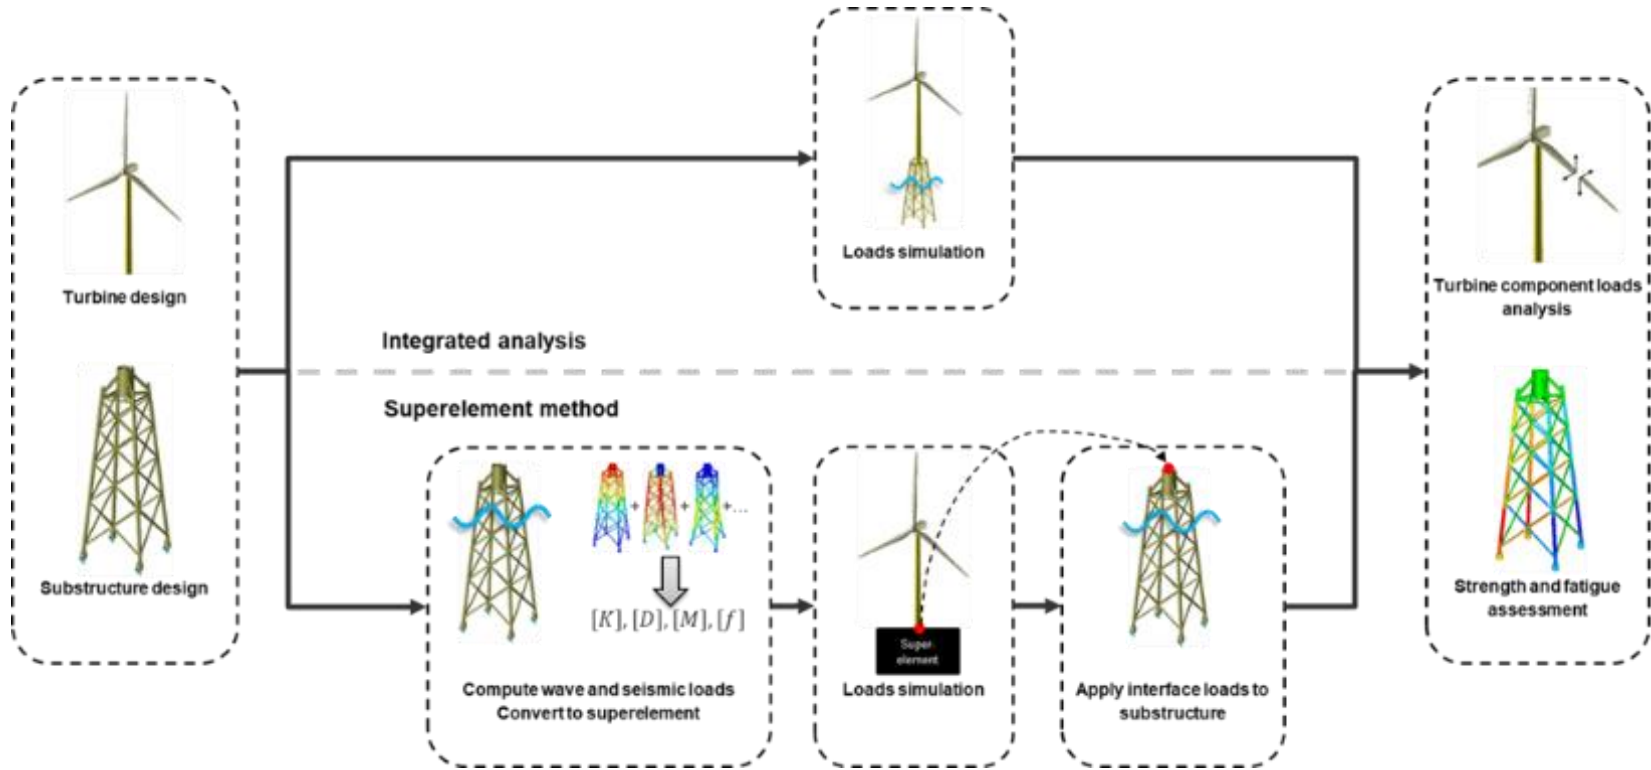 Turbine design
Substructure design
Integrated analysis
Superelement method
Loads simulation
+ + +...
[K], [D], [M], [f]
Compute wave and seismic loads
Convert to superelement
Super-
element
Loads simulation
Apply interface loads to
substructure
Turbine component loads
analysis
Strength and fatigue
assessment